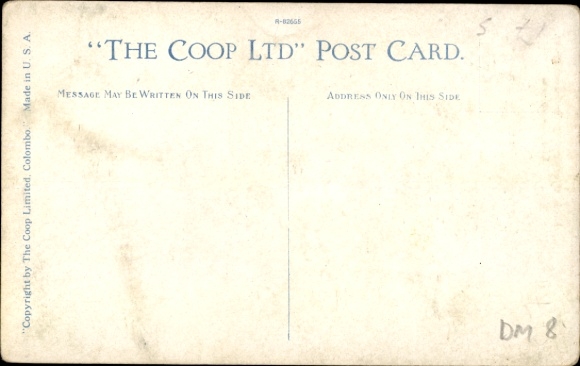 R-82655
"THE COOP LTD" POST CARD.
MESSAGE MAY BE WRITTEN ON THIS SIDE
ADDRESS ONLY ON THIS SIDE
"Copyright by The Coop Limited, Colombo. Made in U. S. A.
DM 8